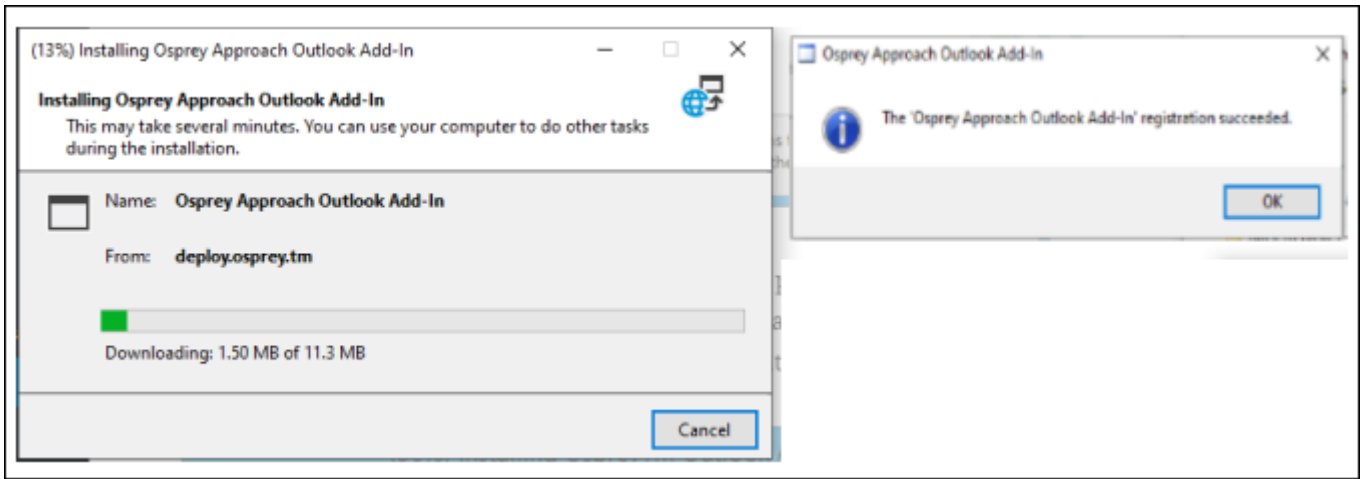 (13%) Installing Osprey Approach Outlook Add-In
Installing Osprey Approach Outlook Add-In
This may take several minutes. You can use your computer to do other tasks
during the installation.
Name: Osprey Approach Outlook Add-In
From: deploy.osprey.tm
Downloading: 1.50 MB of 11.3 MB
Cancel
Osprey Approach Outlook Add-In
The 'Osprey Approach Outlook Add-In' registration succeeded.
OK